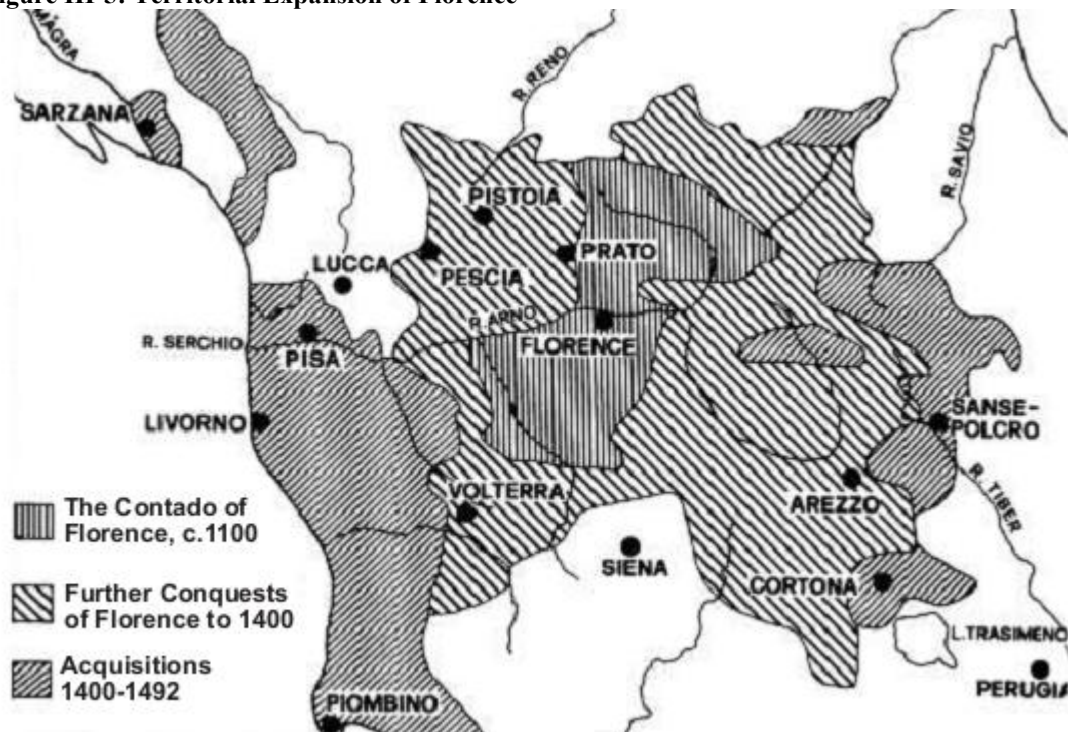 igure III-3: Territorial Expansion of Florence
MAGRA
R. RENO
SARZANA
R. SAVIO
PISTOIA
PRATO
LUCCA
PESCIA
R. ARNO
R. SERCHIO
PISA
FLORENCE
LIVORNO
SANSE-
POLCRO
VOLTERRA
AREZZO
R. TIBER
The Contado of
Florence, c.1100
SIENA
CORTONA
Further Conquests
of Florence to 1400
L. TRASIMENO
Acquisitions
1400-1492
PERUGIA
PIOMBINO